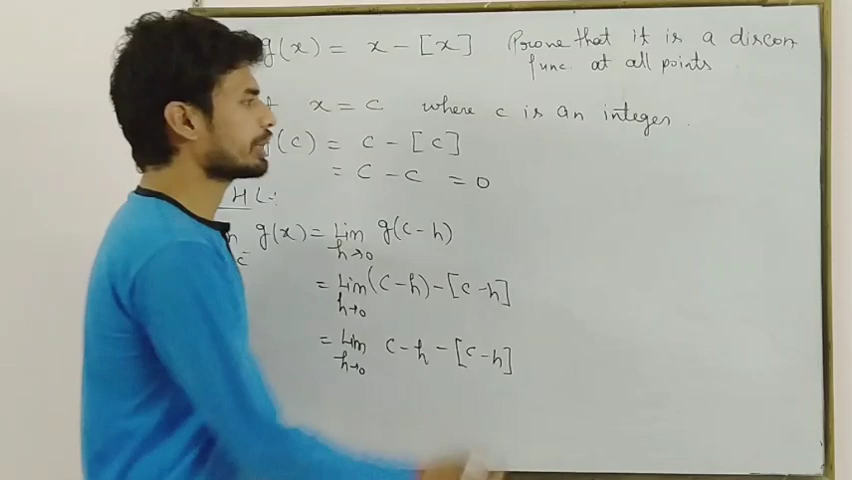 g(x) = x - [x] Prove that it is a discon
func. at all points
x = c where c is an integer.
g(c) = c - [c]
= c - c = 0
HL:
g(x) = Lim g(c-h)
c⁻ h→0
= Lim (c-h) - [c-h]
h→0
= Lim c-h - [c-h]
h→0